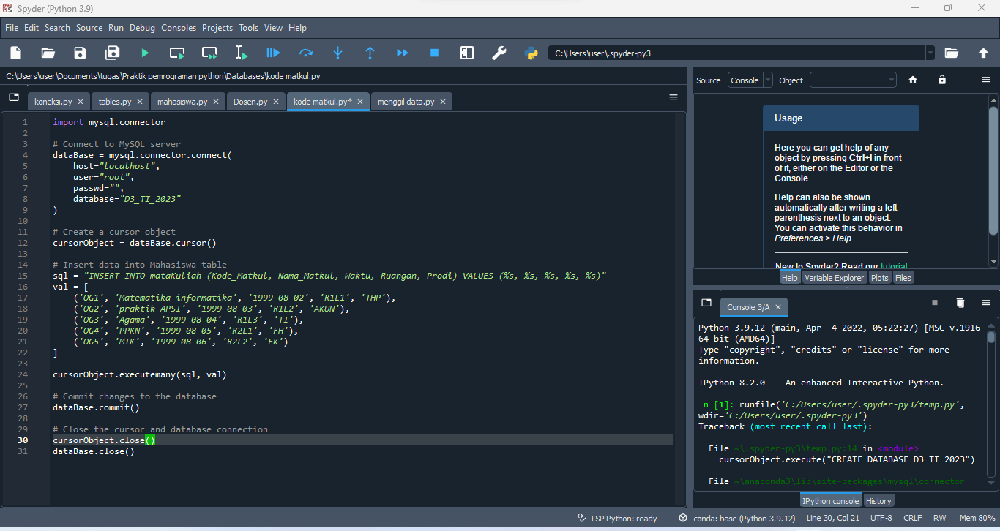 Spyder (Python 3.9)
File Edit Search Source Run Debug Consoles Projects Tools View Help
C:\Users\user\.spyder-py3
C:\Users\user\Documents\tugas\Praktik pemrograman python\Databases\kode matkul.py
koneksi.py
tables.py
mahasiswa.py
Dosen.py
kode matkul.py*
menggil data.py
1 import mysql.connector
2
3 # Connect to MySQL server
4 dataBase = mysql.connector.connect(
5 host="localhost",
6 user="root",
7 passwd="",
8 database="D3_TI_2023"
9 )
10
11 # Create a cursor object
12 cursorObject = dataBase.cursor()
13
14 # Insert data into Mahasiswa table
15 sql = "INSERT INTO mataKuliah (Kode_Matkul, Nama_Matkul, Waktu, Ruangan, Prodi) VALUES (%s, %s, %s, %s, %s)"
16 val = [
17 ('OG1', 'Matematika informatika', '1999-08-02', 'R1L1', 'THP'),
18 ('OG2', 'praktik APSI', '1999-08-03', 'R1L2', 'AKUN'),
19 ('OG3', 'Agama', '1999-08-04', 'R1L3', 'TI'),
20 ('OG4', 'PPKN', '1999-08-05', 'R2L1', 'FH'),
21 ('OG5', 'MTK', '1999-08-06', 'R2L2', 'FK')
22 ]
23
24 cursorObject.executemany(sql, val)
25
26 # Commit changes to the database
27 dataBase.commit()
28
29 # Close the cursor and database connection
30 cursorObject.close()
31 dataBase.close()
Source Console Object
Usage
Here you can get help of any
object by pressing Ctrl+I in front
of it, either on the Editor or the
Console.
Help can also be shown
automatically after writing a left
parenthesis next to an object.
You can activate this behavior in
Preferences > Help.
New to Spyder? Read our tutorial
Help Variable Explorer Plots Files
Console 3/A
Python 3.9.12 (main, Apr  4 2022, 05:22:27) [MSC v.1916
64 bit (AMD64)]
Type "copyright", "credits" or "license" for more
information.
IPython 8.2.0 -- An enhanced Interactive Python.
In [1]: runfile('C:/Users/user/.spyder-py3/temp.py',
wdir='C:/Users/user/.spyder-py3')
Traceback (most recent call last):
File ~\.spyder-py3\temp.py:14 in <module>
cursorObject.execute("CREATE DATABASE D3_TI_2023")
File ~\anaconda3\lib\site-packages\mysql\connector
IPython console History
LSP Python: ready
conda: base (Python 3.9.12)
Line 30, Col 21
UTF-8
CRLF
RW
Mem 80%